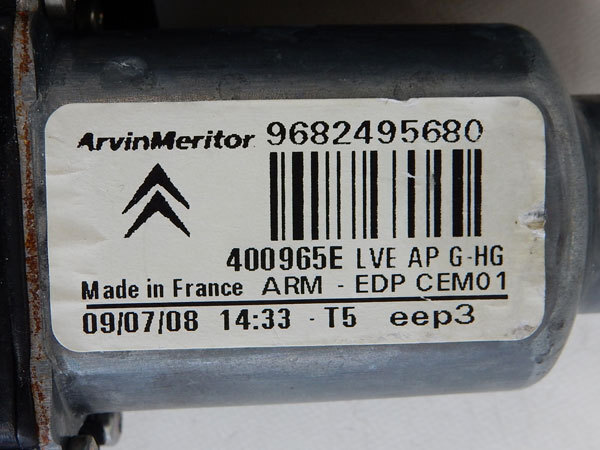 ArvinMeritor 9682495680
400965E LVE AP G-HG
Made in France ARM - EDP CEM01
09/07/08 14:33 - T5 eep3